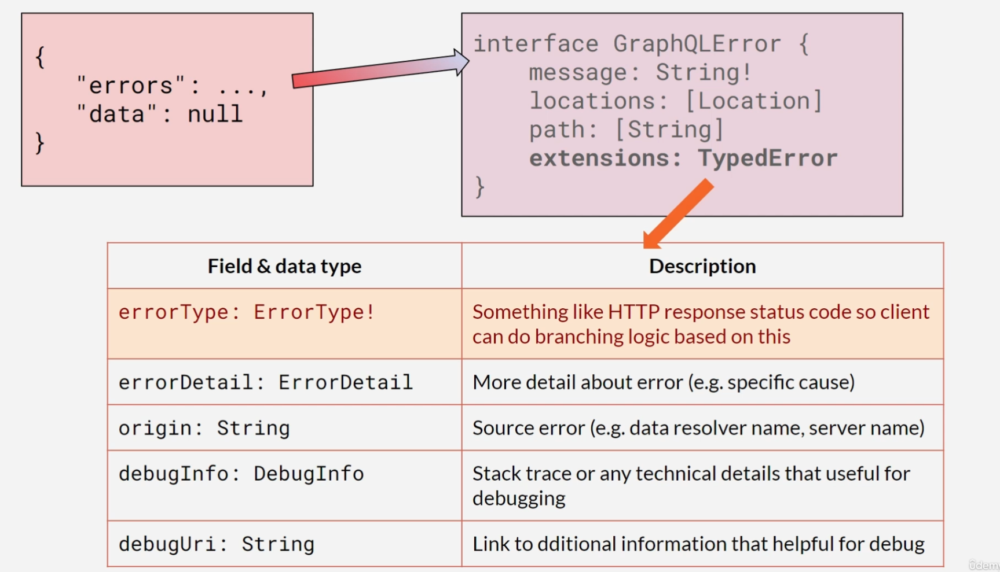 {
"errors": ...,
"data": null
}
interface GraphQLError {
message: String!
locations: [Location]
path: [String]
extensions: TypedError
}
Field & data type
Description
errorType: ErrorType!
Something like HTTP response status code so client
can do branching logic based on this
errorDetail: ErrorDetail
More detail about error (e.g. specific cause)
origin: String
Source error (e.g. data resolver name, server name)
debugInfo: DebugInfo
Stack trace or any technical details that useful for
debugging
debugUri: String
Link to dditional information that helpful for debug
ûdemy